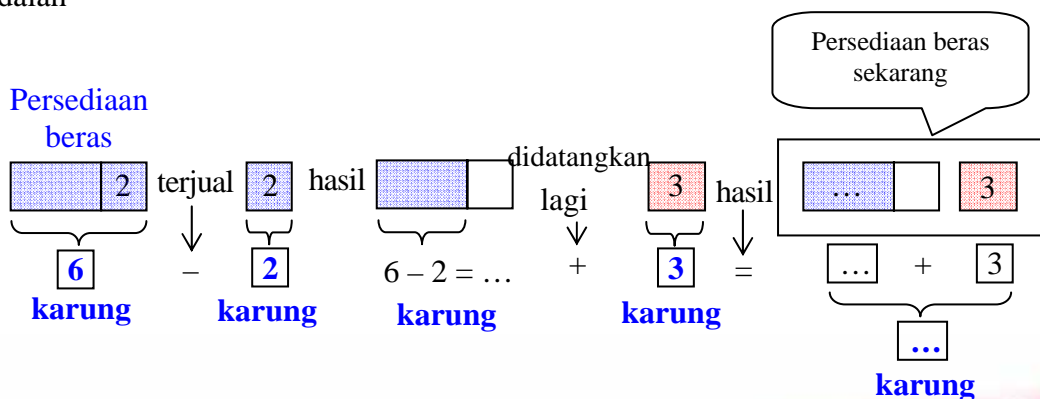 dalah
Persediaan beras
sekarang
Persediaan
beras
2 terjual 2 hasil didatangkan lagi 3 hasil … 3
6 – 2 6 – 2 = … + 3 = … + 3
karung karung karung karung
…
karung